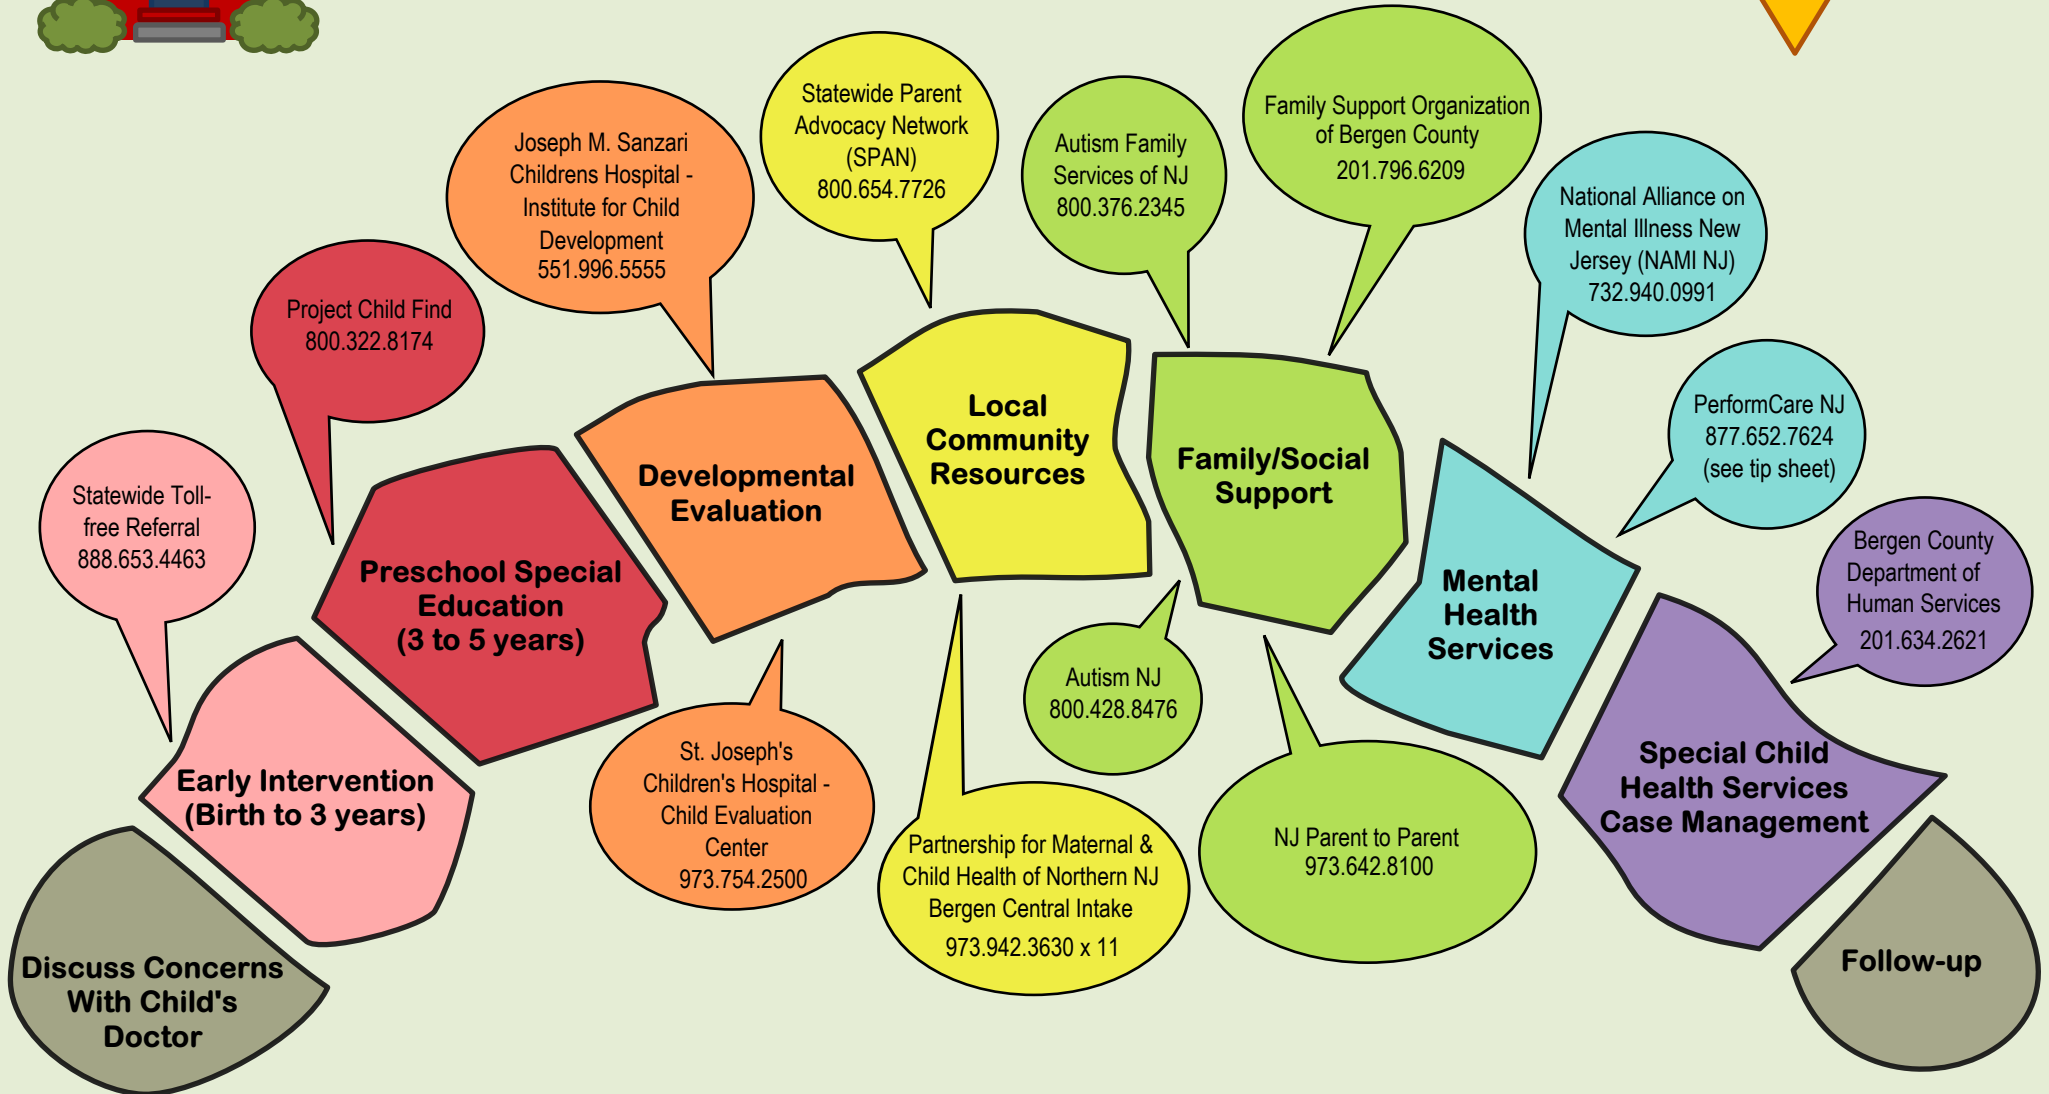 Statewide Toll-
free Referral
888.653.4463
Project Child Find
800.322.8174
Joseph M. Sanzari
Childrens Hospital -
Institute for Child
Development
551.996.5555
Statewide Parent
Advocacy Network
(SPAN)
800.654.7726
Autism Family
Services of NJ
800.376.2345
Family Support Organization
of Bergen County
201.796.6209
National Alliance on
Mental Illness New
Jersey (NAMI NJ)
732.940.0991
PerformCare NJ
877.652.7624
(see tip sheet)
Bergen County
Department of
Human Services
201.634.2621
Discuss Concerns
With Child's
Doctor
Early Intervention
(Birth to 3 years)
Preschool Special
Education
(3 to 5 years)
Developmental
Evaluation
Local
Community
Resources
Family/Social
Support
Mental
Health
Services
Special Child
Health Services
Case Management
Follow-up
St. Joseph's
Children's Hospital -
Child Evaluation
Center
973.754.2500
Partnership for Maternal &
Child Health of Northern NJ
Bergen Central Intake
973.942.3630 x 11
Autism NJ
800.428.8476
NJ Parent to Parent
973.642.8100